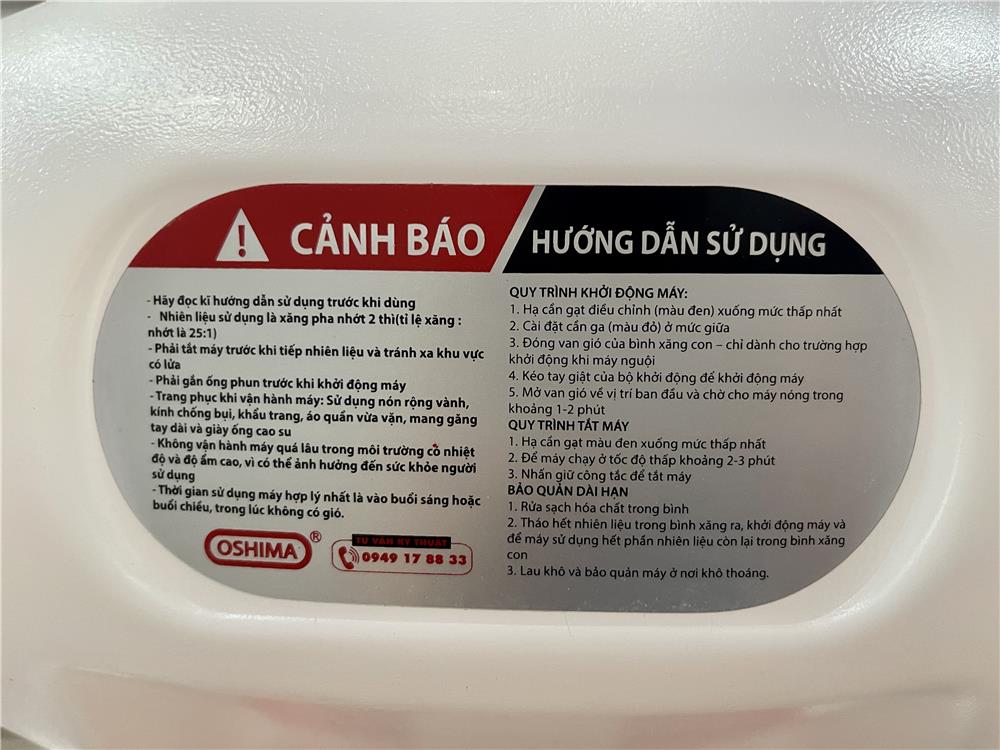 CẢNH BÁO
- Hãy đọc kĩ hướng dẫn sử dụng trước khi dùng
- Nhiên liệu sử dụng là xăng pha nhớt 2 thì(tỉ lệ xăng :
nhớt là 25:1)
- Phải tắt máy trước khi tiếp nhiên liệu và tránh xa khu vực
có lửa
- Phải gắn ống phun trước khi khởi động máy
- Trang phục khi vận hành máy: Sử dụng nón rộng vành,
kính chống bụi, khẩu trang, áo quần vừa vặn, mang găng
tay dài và giày ống cao su
- Không vận hành máy quá lâu trong môi trường có nhiệt
độ và độ ẩm cao, vì có thể ảnh hưởng đến sức khỏe người
sử dụng
- Thời gian sử dụng máy hợp lý nhất là vào buổi sáng hoặc
buổi chiều, trong lúc không có gió.
OSHIMA ®
TƯ VẤN KỸ THUẬT
0949 17 88 33
HƯỚNG DẪN SỬ DỤNG
QUY TRÌNH KHỞI ĐỘNG MÁY:
1. Hạ cần gạt điều chỉnh (màu đen) xuống mức thấp nhất
2. Cài đặt cần ga (màu đỏ) ở mức giữa
3. Đóng van gió của bình xăng con – chỉ dành cho trường hợp
khởi động khi máy nguội
4. Kéo tay giật của bộ khởi động để khởi động máy
5. Mở van gió về vị trí ban đầu và chờ cho máy nóng trong
khoảng 1-2 phút
QUY TRÌNH TẮT MÁY
1. Hạ cần gạt màu đen xuống mức thấp nhất
2. Để máy chạy ở tốc độ thấp khoảng 2-3 phút
3. Nhấn giữ công tắc để tắt máy
BẢO QUẢN DÀI HẠN
1. Rửa sạch hóa chất trong bình
2. Tháo hết nhiên liệu trong bình xăng ra, khởi động máy và
để máy sử dụng hết phần nhiên liệu còn lại trong bình xăng
con
3. Lau khô và bảo quản máy ở nơi khô thoáng.